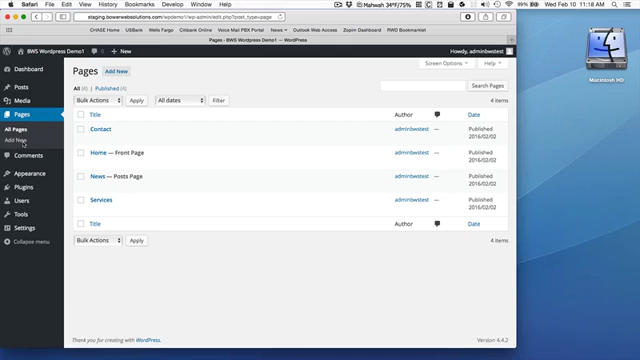 Safari File Edit View History Bookmarks Develop Window Help
Mahwah 34°F/75%
Wed Feb 10 11:18 AM
staging.bowerwebsolutions.com/wpdemo1/wp-admin/edit.php?post_type=page
CHASE Home USBank Wells Fargo Citibank Online Voice Mail PBX Portal News Outlook Web Access Zopim Dashboard RWD Bookmarklet
Pages ‹ BWS Wordpress Demo1 — WordPress
BWS Wordpress Demo1 0 New
Howdy, adminbwstest
Screen Options Help
Dashboard
Posts
Media
Pages
All Pages
Add New
Comments
Appearance
Plugins
Users
Tools
Settings
Collapse menu
Pages Add New
All (4) | Published (4)
Search Pages
Bulk Actions Apply All dates Filter
4 items
Title Author Date
Contact adminbwstest — Published
2016/02/02
Home — Front Page adminbwstest — Published
2016/02/02
News — Posts Page adminbwstest — Published
2016/02/02
Services adminbwstest — Published
2016/02/02
Title Author Date
Bulk Actions Apply
4 items
Thank you for creating with WordPress.
Version 4.4.2
Macintosh HD